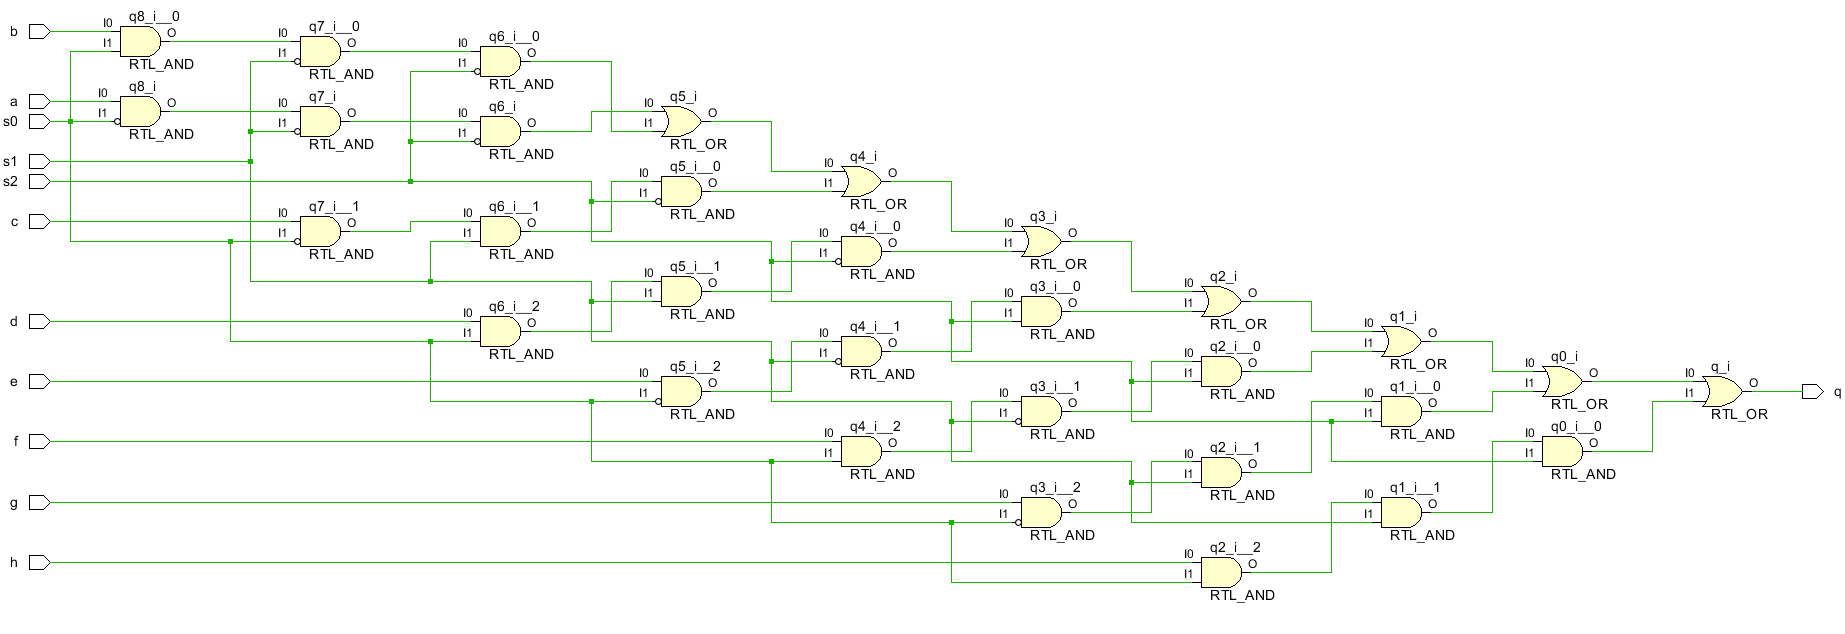 q8_i__0
b I0 O
I1
RTL_AND
q7_i__0
I0 O
I1
RTL_AND
q6_i__0
I0 O
I1
RTL_AND
q8_i
a I0 O
s0 I1
RTL_AND
q7_i
I0 O
I1
RTL_AND
q6_i
I0 O
I1
RTL_AND
q5_i
I0 O
I1
RTL_OR
s1
s2
q5_i__0
I0 O
I1
RTL_AND
q4_i
I0 O
I1
RTL_OR
c
q7_i__1
I0 O
I1
RTL_AND
q6_i__1
I0 O
I1
RTL_AND
q4_i__0
I0 O
I1
RTL_AND
q3_i
I0 O
I1
RTL_OR
q5_i__1
I0 O
I1
RTL_AND
q3_i__0
I0 O
I1
RTL_AND
q2_i
I0 O
I1
RTL_OR
d
q6_i__2
I0 O
I1
RTL_AND
q4_i__1
I0 O
I1
RTL_AND
q2_i__0
I0 O
I1
RTL_AND
q1_i
I0 O
I1
RTL_OR
e
q5_i__2
I0 O
I1
RTL_AND
q3_i__1
I0 O
I1
RTL_AND
q1_i__0
I0 O
I1
RTL_AND
q0_i
I0 O
I1
RTL_OR
q_i
I0 O
I1
RTL_OR
q
f
q4_i__2
I0 O
I1
RTL_AND
q2_i__1
I0 O
I1
RTL_AND
q0_i__0
I0 O
I1
RTL_AND
g
q3_i__2
I0 O
I1
RTL_AND
q1_i__1
I0 O
I1
RTL_AND
h
q2_i__2
I0 O
I1
RTL_AND